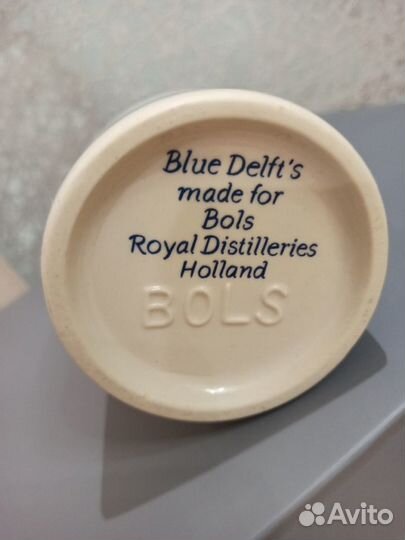 Blue Delft's
made for
Bols
Royal Distilleries
Holland
BOLS
Avito